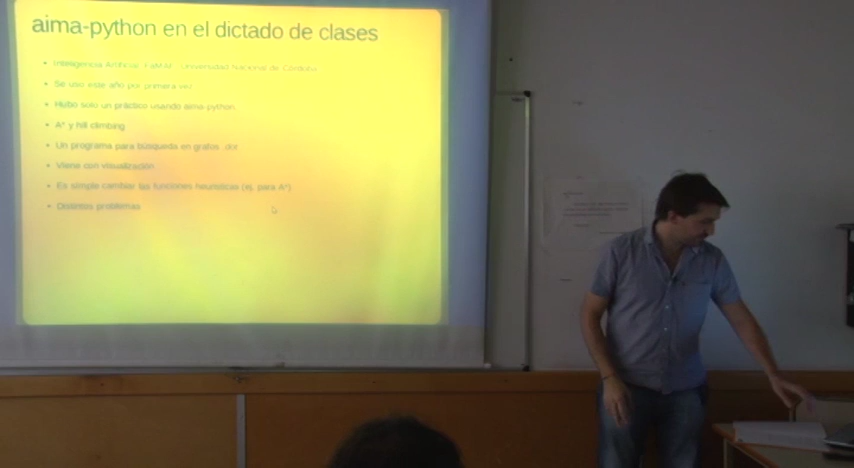 aima-python en el dictado de clases
• Inteligencia Artificial, FaMAF - Universidad Nacional de Córdoba
• Se uso este año por primera vez
• Hubo solo un práctico usando aima-python.
• A* y hill climbing
• Un programa para búsqueda en grafos .dot
• Viene con visualización.
• Es simple cambiar las funciones heurísticas (ej. para A*)
• Distintos problemas